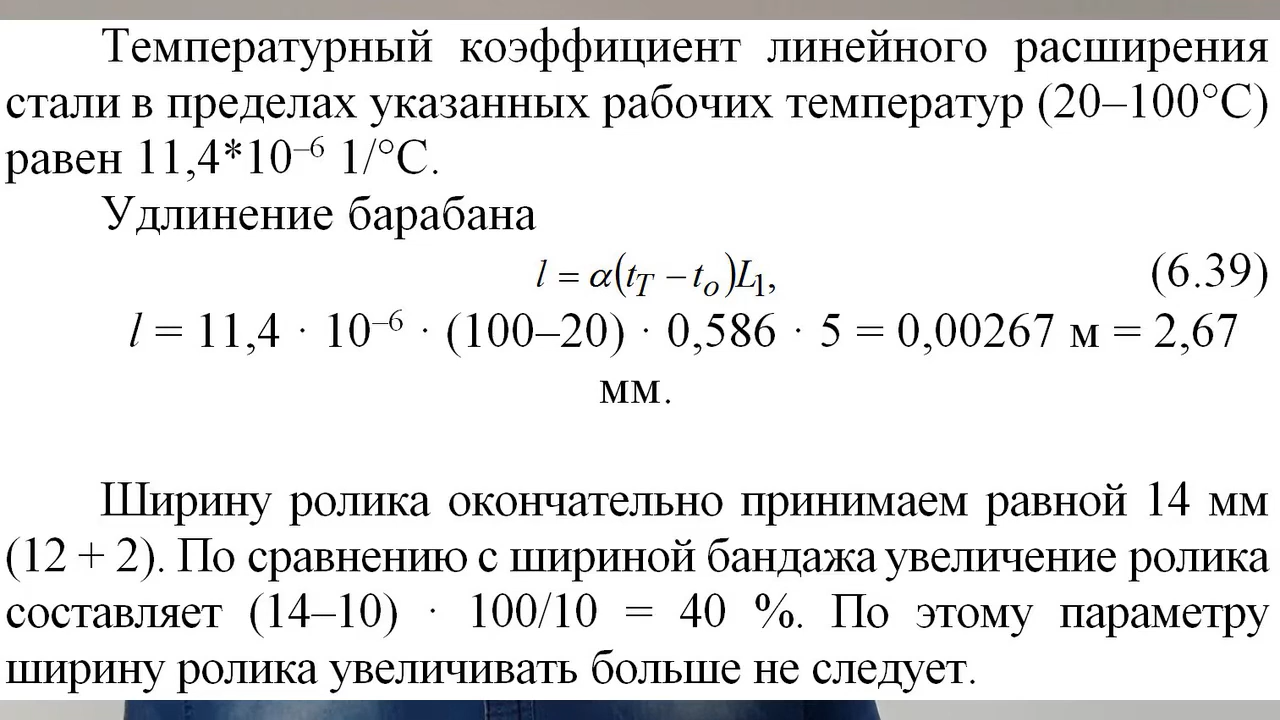 Температурный коэффициент линейного расширения
стали в пределах указанных рабочих температур (20–100°С)
равен 11,4*10⁻⁶ 1/°С.
Удлинение барабана
l = α(t_T − t_o)L₁, (6.39)
l = 11,4 · 10⁻⁶ · (100–20) · 0,586 · 5 = 0,00267 м = 2,67
мм.
Ширину ролика окончательно принимаем равной 14 мм
(12 + 2). По сравнению с шириной бандажа увеличение ролика
составляет (14–10) · 100/10 = 40 %. По этому параметру
ширину ролика увеличивать больше не следует.